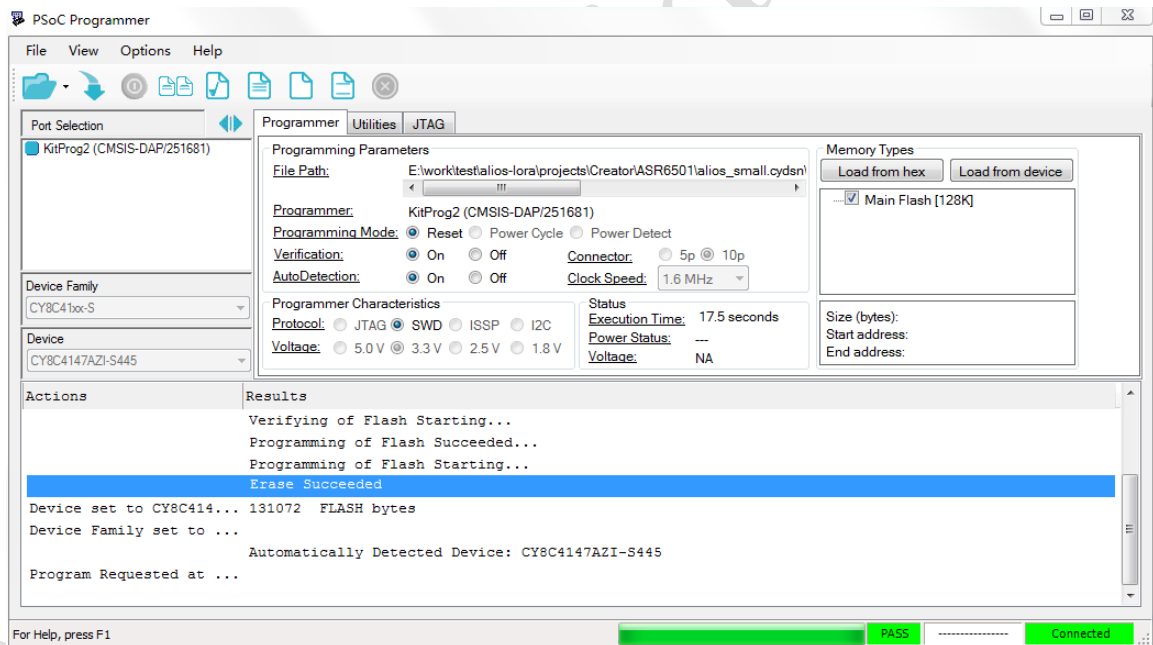 PSoC Programmer
File View Options Help
Port Selection
KitProg2 (CMSIS-DAP/251681)
Device Family
CY8C41xx-S
Device
CY8C4147AZI-S445
Programmer Utilities JTAG
Programming Parameters
File Path: E:\work\test\alios-lora\projects\Creator\ASR6501\alios_small.cydsn\
Programmer: KitProg2 (CMSIS-DAP/251681)
Programming Mode: Reset Power Cycle Power Detect
Verification: On Off Connector: 5p 10p
AutoDetection: On Off Clock Speed: 1.6 MHz
Programmer Characteristics
Protocol: JTAG SWD ISSP I2C
Voltage: 5.0 V 3.3 V 2.5 V 1.8 V
Status
Execution Time: 17.5 seconds
Power Status: ---
Voltage: NA
Memory Types
Load from hex Load from device
Main Flash [128K]
Size (bytes):
Start address:
End address:
Actions Results
Verifying of Flash Starting...
Programming of Flash Succeeded...
Programming of Flash Starting...
Erase Succeeded
Device set to CY8C414... 131072 FLASH bytes
Device Family set to ...
Automatically Detected Device: CY8C4147AZI-S445
Program Requested at ...
For Help, press F1
PASS ---------------- Connected